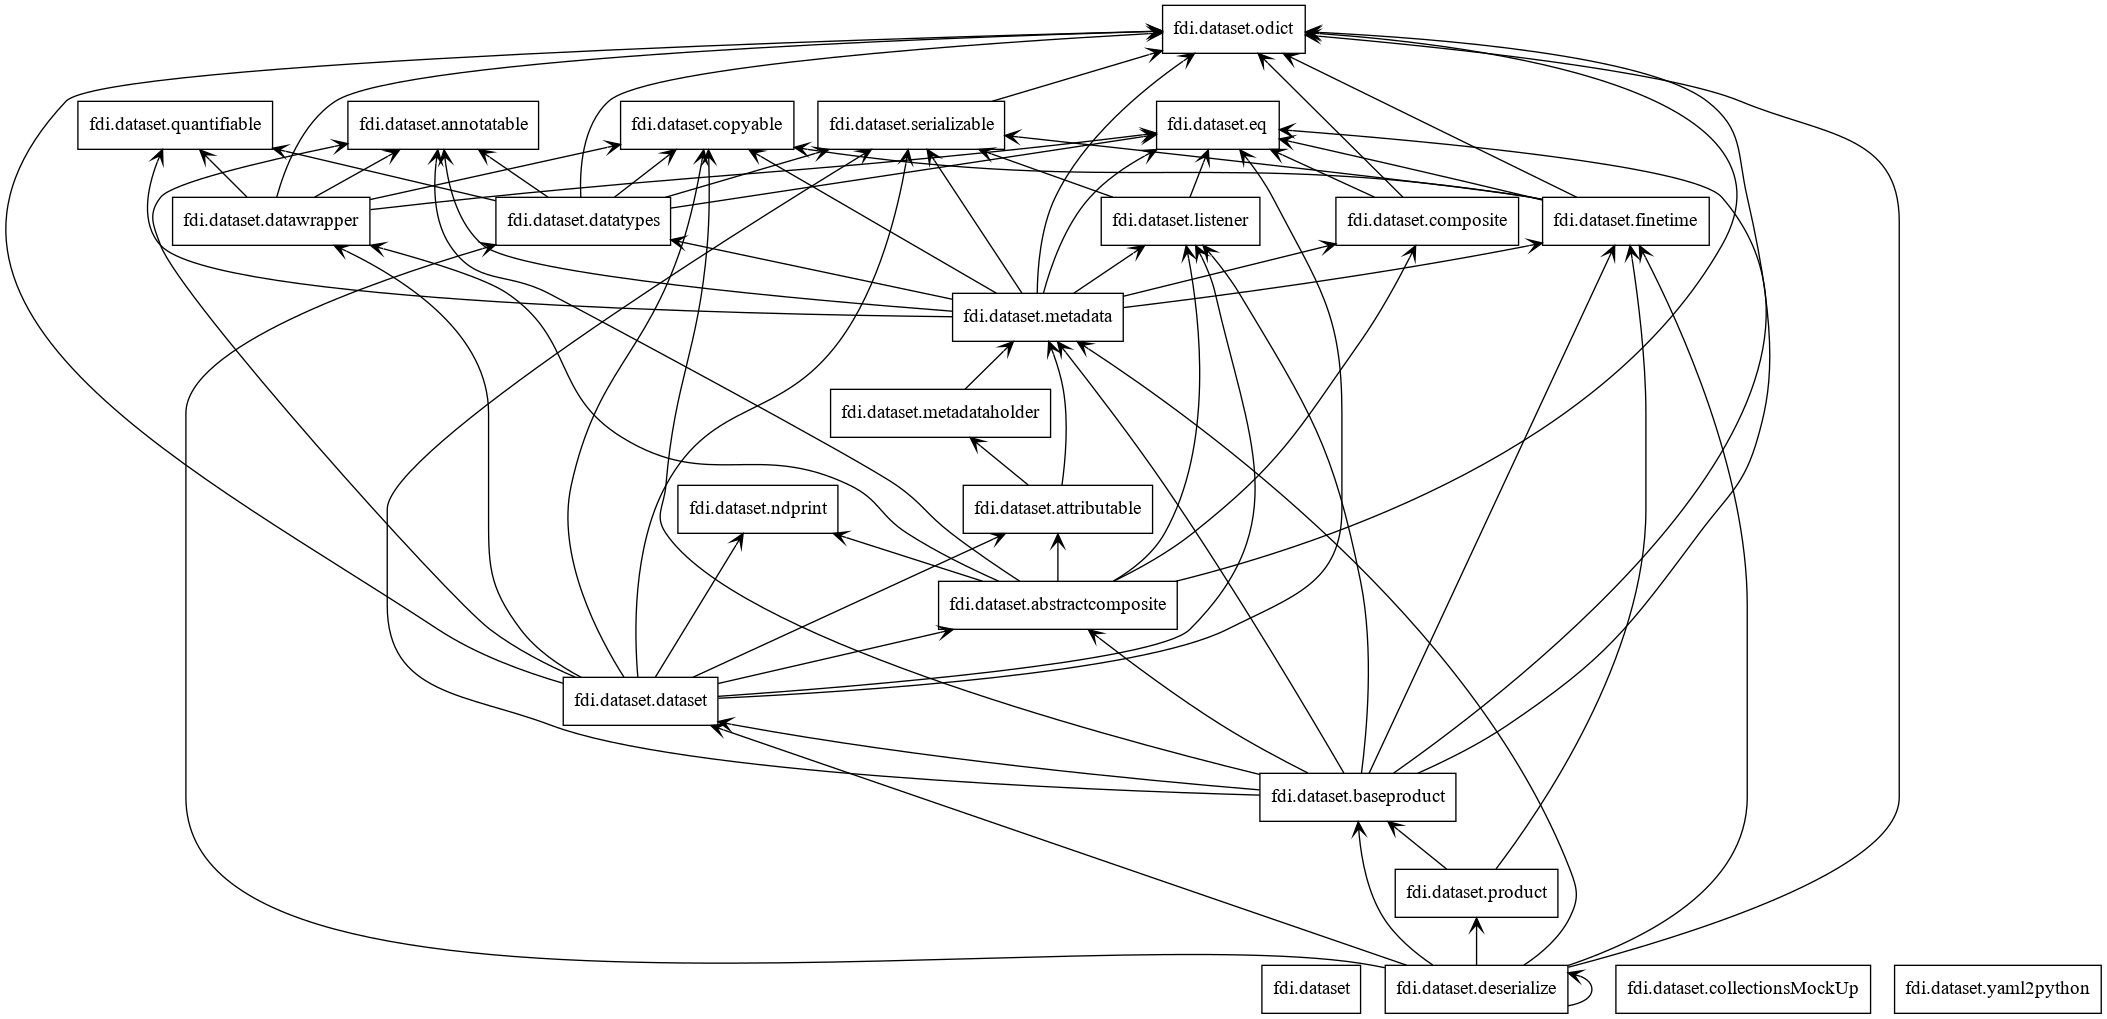 fdi.dataset.odict
fdi.dataset.quantifiable
fdi.dataset.annotatable
fdi.dataset.copyable
fdi.dataset.serializable
fdi.dataset.eq
fdi.dataset.datawrapper
fdi.dataset.datatypes
fdi.dataset.listener
fdi.dataset.composite
fdi.dataset.finetime
fdi.dataset.metadata
fdi.dataset.metadataholder
fdi.dataset.ndprint
fdi.dataset.attributable
fdi.dataset.abstractcomposite
fdi.dataset.dataset
fdi.dataset.baseproduct
fdi.dataset.product
fdi.dataset
fdi.dataset.deserialize
fdi.dataset.collectionsMockUp
fdi.dataset.yaml2python